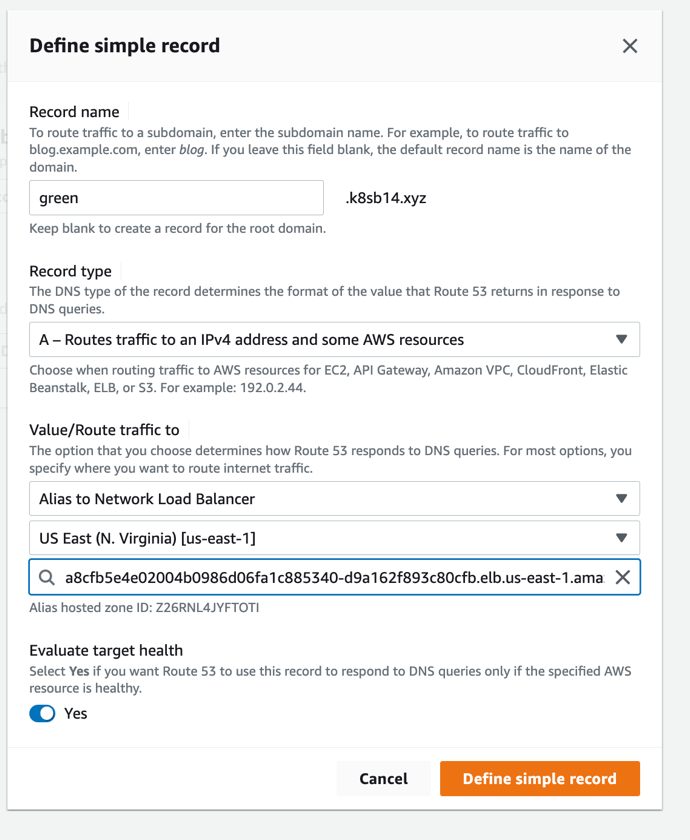 Define simple record
Record name
To route traffic to a subdomain, enter the subdomain name. For example, to route traffic to
blog.example.com, enter blog. If you leave this field blank, the default record name is the name of the
domain.
green
.k8sb14.xyz
Keep blank to create a record for the root domain.
Record type
The DNS type of the record determines the format of the value that Route 53 returns in response to
DNS queries.
A – Routes traffic to an IPv4 address and some AWS resources
Choose when routing traffic to AWS resources for EC2, API Gateway, Amazon VPC, CloudFront, Elastic
Beanstalk, ELB, or S3. For example: 192.0.2.44.
Value/Route traffic to
The option that you choose determines how Route 53 responds to DNS queries. For most options, you
specify where you want to route internet traffic.
Alias to Network Load Balancer
US East (N. Virginia) [us-east-1]
a8cfb5e4e02004b0986d06fa1c885340-d9a162f893c80cfb.elb.us-east-1.ama
Alias hosted zone ID: Z26RNL4JYFTOTI
Evaluate target health
Select Yes if you want Route 53 to use this record to respond to DNS queries only if the specified AWS
resource is healthy.
Yes
Cancel
Define simple record